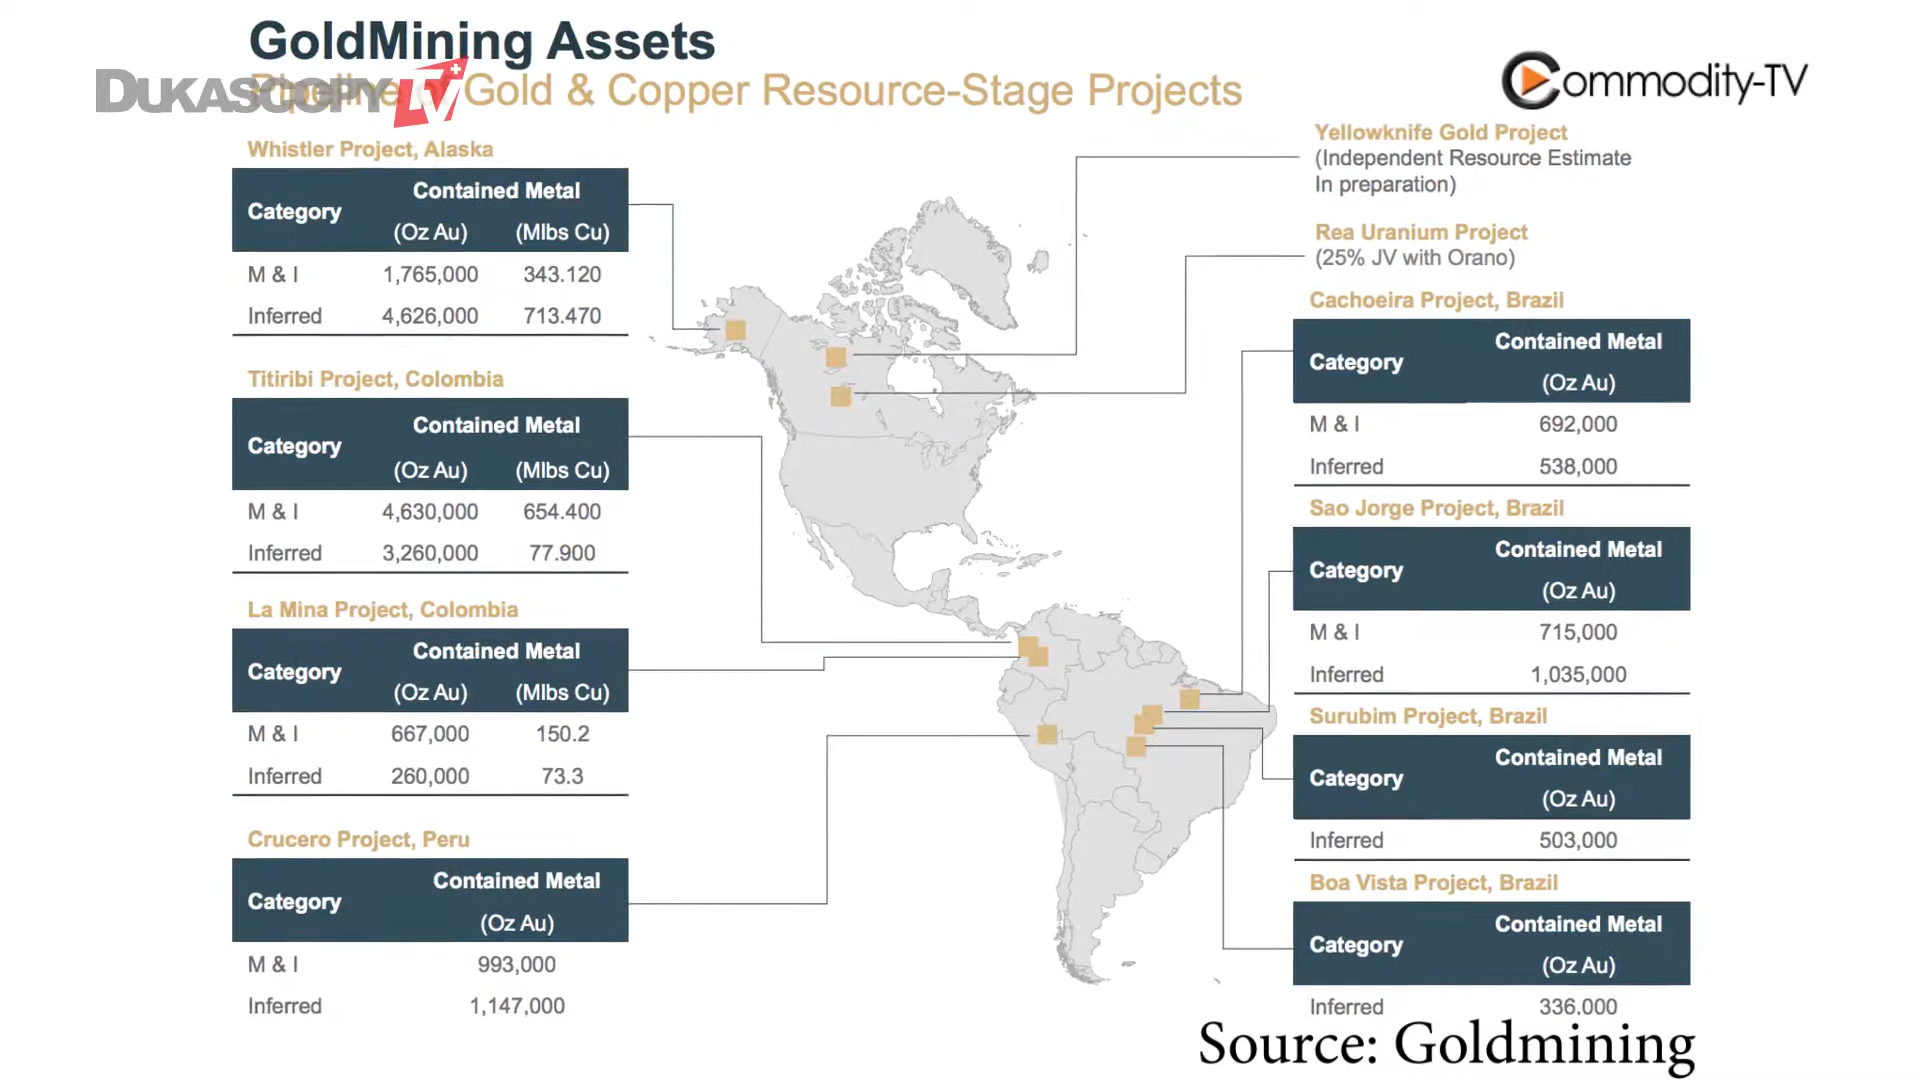 GoldMining Assets
Pipeline of Gold & Copper Resource-Stage Projects
DUKASCOPY TV+
Commodity-TV
Whistler Project, Alaska
Category Contained Metal
(Oz Au) (Mlbs Cu)
M & I 1,765,000 343.120
Inferred 4,626,000 713.470
Titiribi Project, Colombia
Category Contained Metal
(Oz Au) (Mlbs Cu)
M & I 4,630,000 654.400
Inferred 3,260,000 77.900
La Mina Project, Colombia
Category Contained Metal
(Oz Au) (Mlbs Cu)
M & I 667,000 150.2
Inferred 260,000 73.3
Crucero Project, Peru
Category Contained Metal
(Oz Au)
M & I 993,000
Inferred 1,147,000
Yellowknife Gold Project
(Independent Resource Estimate
In preparation)
Rea Uranium Project
(25% JV with Orano)
Cachoeira Project, Brazil
Category Contained Metal
(Oz Au)
M & I 692,000
Inferred 538,000
Sao Jorge Project, Brazil
Category Contained Metal
(Oz Au)
M & I 715,000
Inferred 1,035,000
Surubim Project, Brazil
Category Contained Metal
(Oz Au)
Inferred 503,000
Boa Vista Project, Brazil
Category Contained Metal
(Oz Au)
Inferred 336,000
Source: Goldmining